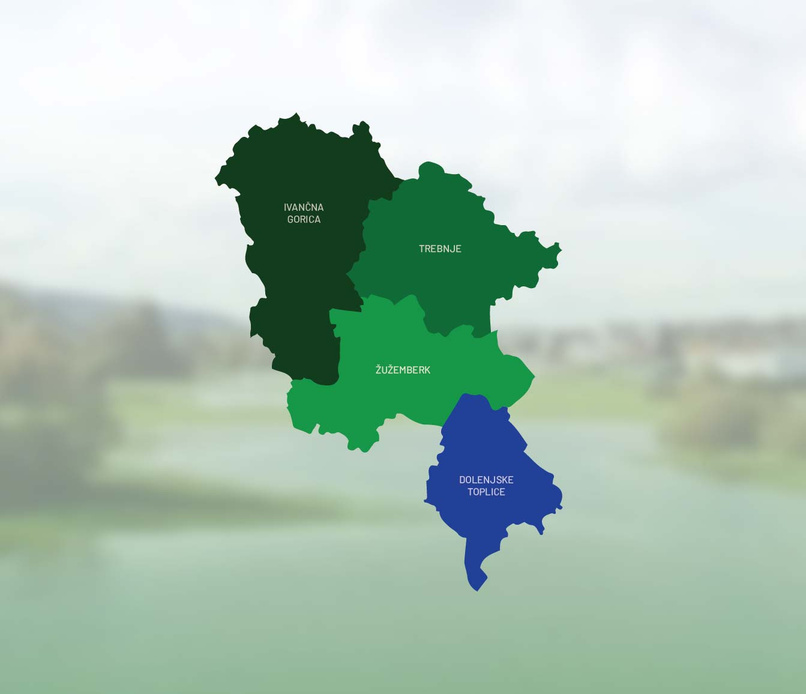 IVANČNA
GORICA
TREBNJE
ŽUŽEMBERK
DOLENJSKE
TOPLICE